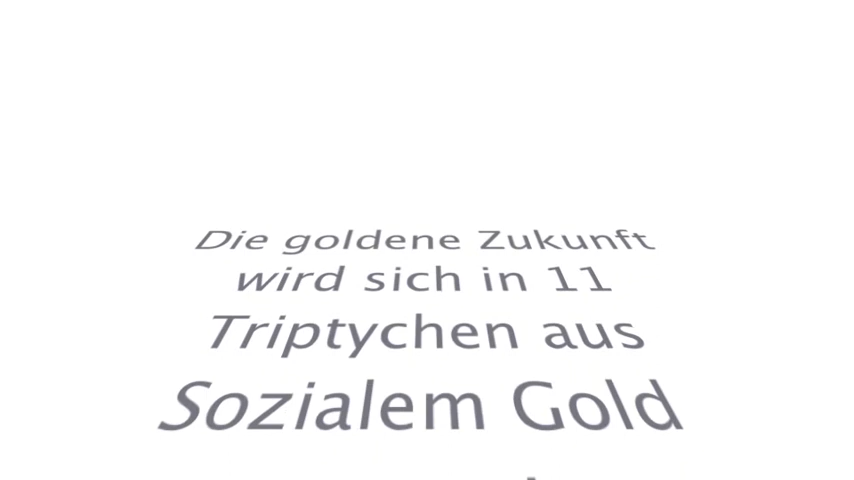 Die goldene Zukunft
wird sich in 11
Triptychen aus
Sozialem Gold